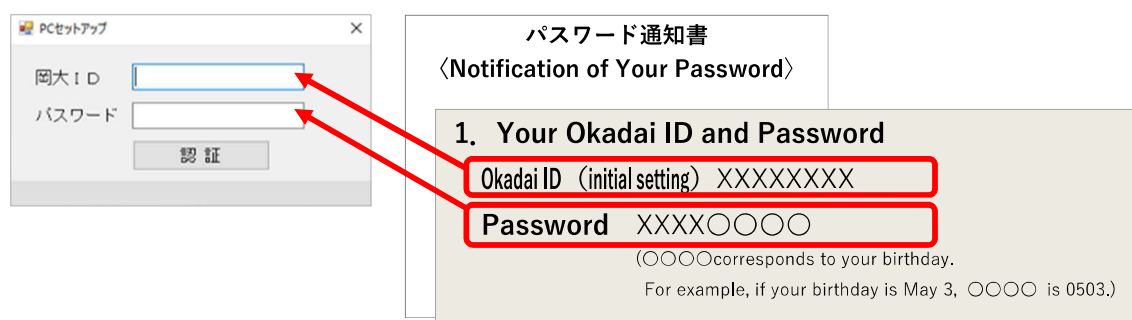 PCセットアップ
岡大ID
パスワード
認 証
パスワード通知書
〈Notification of Your Password〉
1. Your Okadai ID and Password
Okadai ID （initial setting） XXXXXXXX
Password XXXX○○○○
(○○○○corresponds to your birthday.
For example, if your birthday is May 3, ○○○○ is 0503.)